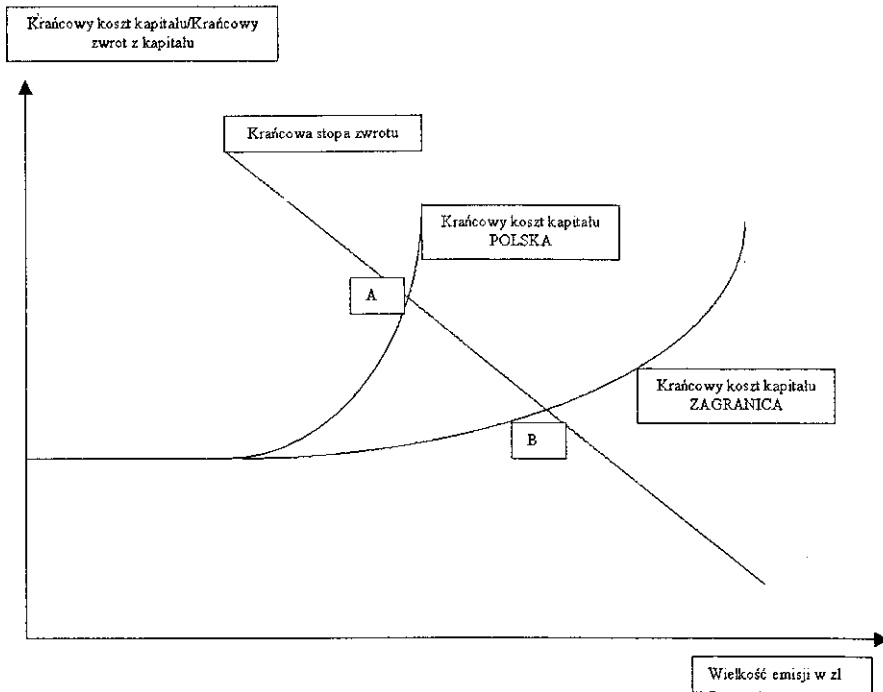 Krańcowy koszt kapitału/Krańcowy
zwrot z kapitału
Krańcowa stopa zwrotu
Krańcowy koszt kapitału
POLSKA
A
Krańcowy koszt kapitału
ZAGRANICA
B
Wielkość emisji w zl